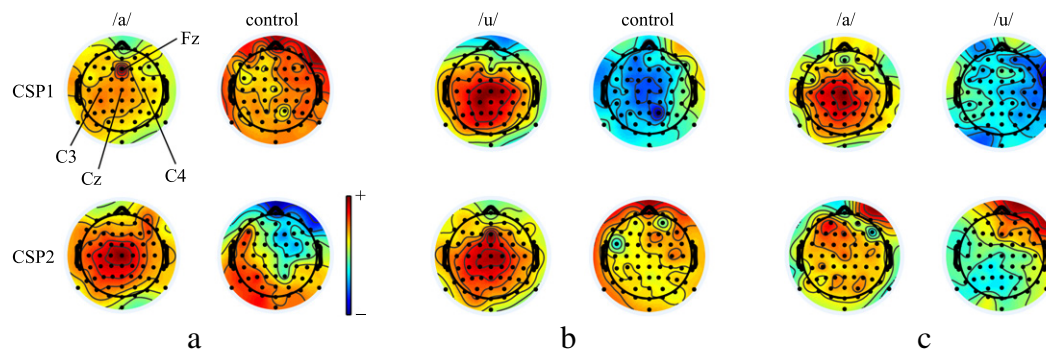 /a/ control /u/ control /a/ /u/
Fz
CSP1
C3
Cz
C4
+
CSP2
−
a b c